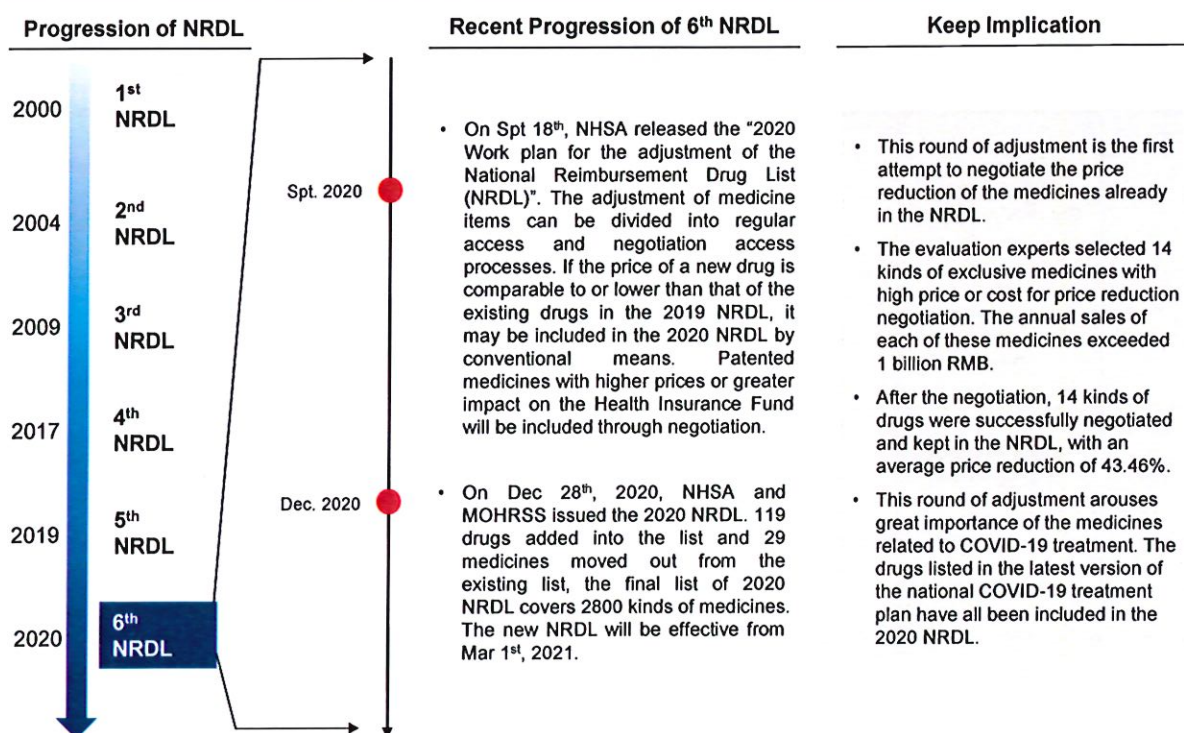 Progression of NRDL
2000
1st
NRDL
2004
2nd
NRDL
2009
3rd
NRDL
2017
4th
NRDL
2019
5th
NRDL
2020
6th
NRDL
Spt. 2020
Dec. 2020
Recent Progression of 6th NRDL
• On Spt 18th, NHSA released the "2020
Work plan for the adjustment of the
National Reimbursement Drug List
(NRDL)". The adjustment of medicine
items can be divided into regular
access and negotiation access
processes. If the price of a new drug is
comparable to or lower than that of the
existing drugs in the 2019 NRDL, it
may be included in the 2020 NRDL by
conventional means. Patented
medicines with higher prices or greater
impact on the Health Insurance Fund
will be included through negotiation.
• On Dec 28th, 2020, NHSA and
MOHRSS issued the 2020 NRDL. 119
drugs added into the list and 29
medicines moved out from the
existing list, the final list of 2020
NRDL covers 2800 kinds of medicines.
The new NRDL will be effective from
Mar 1st, 2021.
Keep Implication
• This round of adjustment is the first
attempt to negotiate the price
reduction of the medicines already
in the NRDL.
• The evaluation experts selected 14
kinds of exclusive medicines with
high price or cost for price reduction
negotiation. The annual sales of
each of these medicines exceeded
1 billion RMB.
• After the negotiation, 14 kinds of
drugs were successfully negotiated
and kept in the NRDL, with an
average price reduction of 43.46%.
• This round of adjustment arouses
great importance of the medicines
related to COVID-19 treatment. The
drugs listed in the latest version of
the national COVID-19 treatment
plan have all been included in the
2020 NRDL.